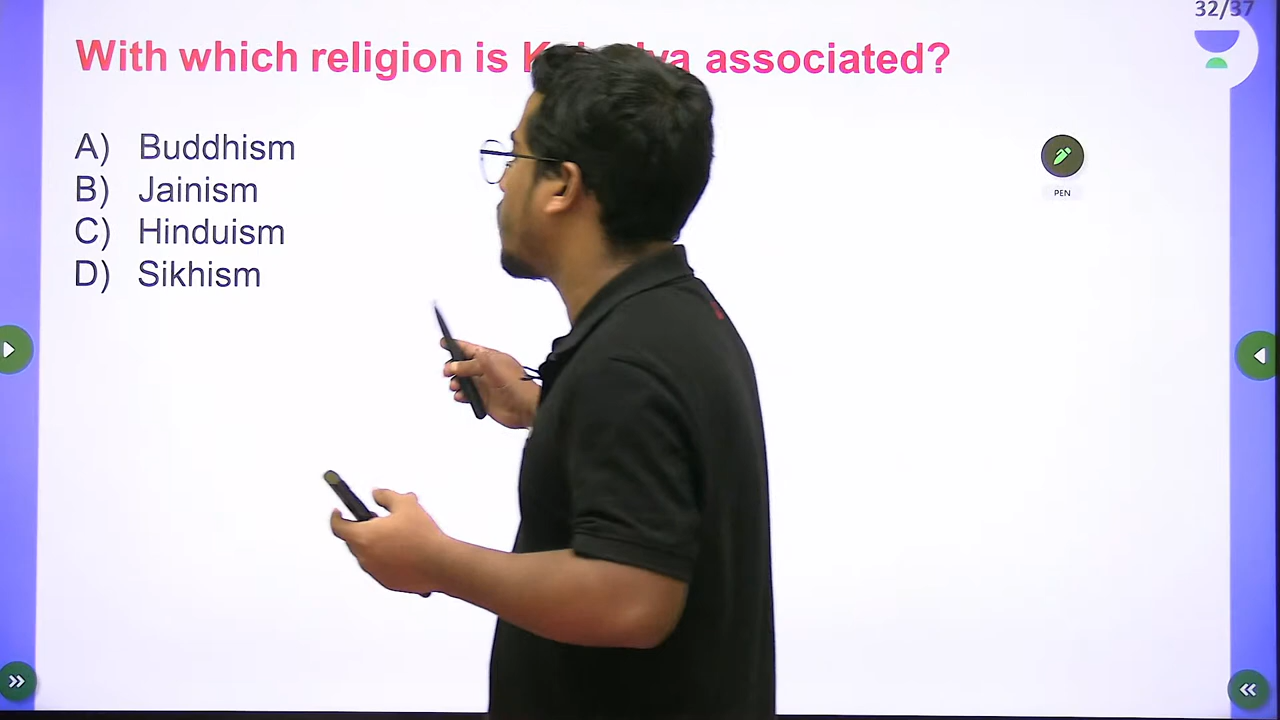 32/37
With which religion is associated?
A) Buddhism
B) Jainism
C) Hinduism
D) Sikhism
PEN